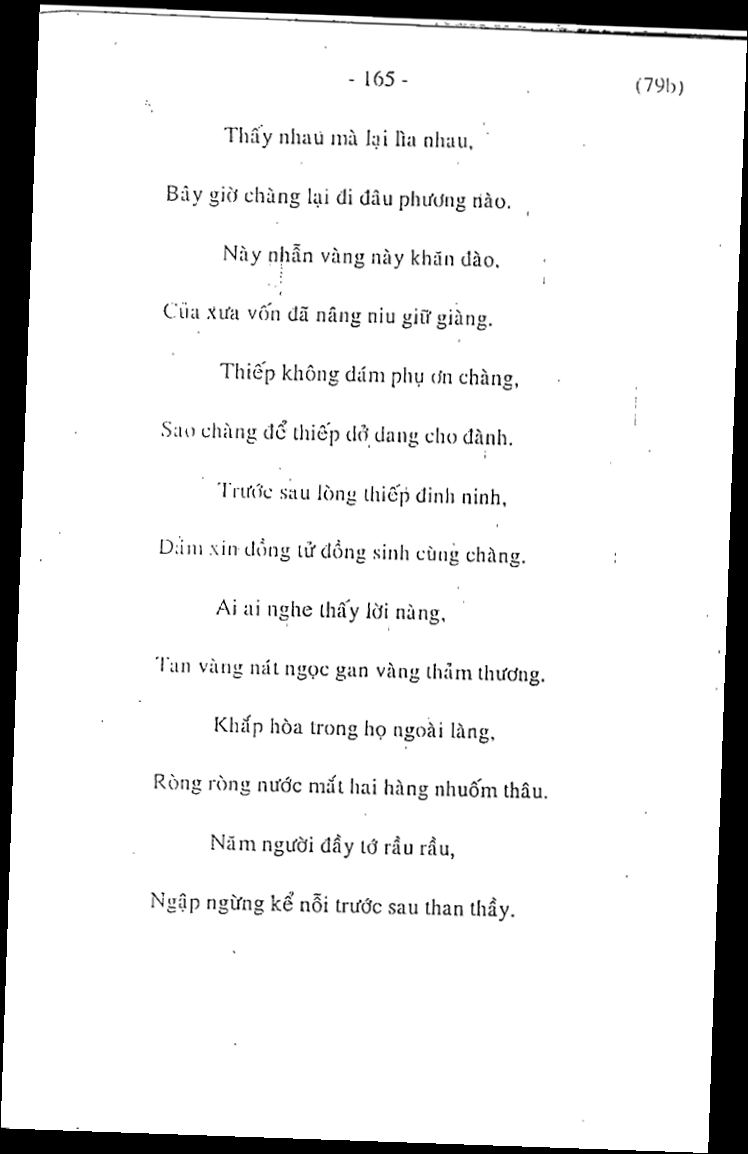 - 165 -
(79b)
Thấy nhau mà lại lìa nhau,
Bây giờ chàng lại đi đâu phương nào.
Này nhẫn vàng này khăn đào.
Của xưa vốn đã nâng niu giữ giàng.
Thiếp không dám phụ ơn chàng,
Sao chàng để thiếp dở dang cho đành.
Trước sau lòng thiếp đinh ninh,
Dám xin đồng tử đồng sinh cùng chàng.
Ai ai nghe thấy lời nàng,
Tan vàng nát ngọc gan vàng thảm thương.
Khắp hòa trong họ ngoài làng,
Ròng ròng nước mắt hai hàng nhuốm thâu.
Năm người đầy tớ rầu rầu,
Ngập ngừng kể nỗi trước sau than thầy.